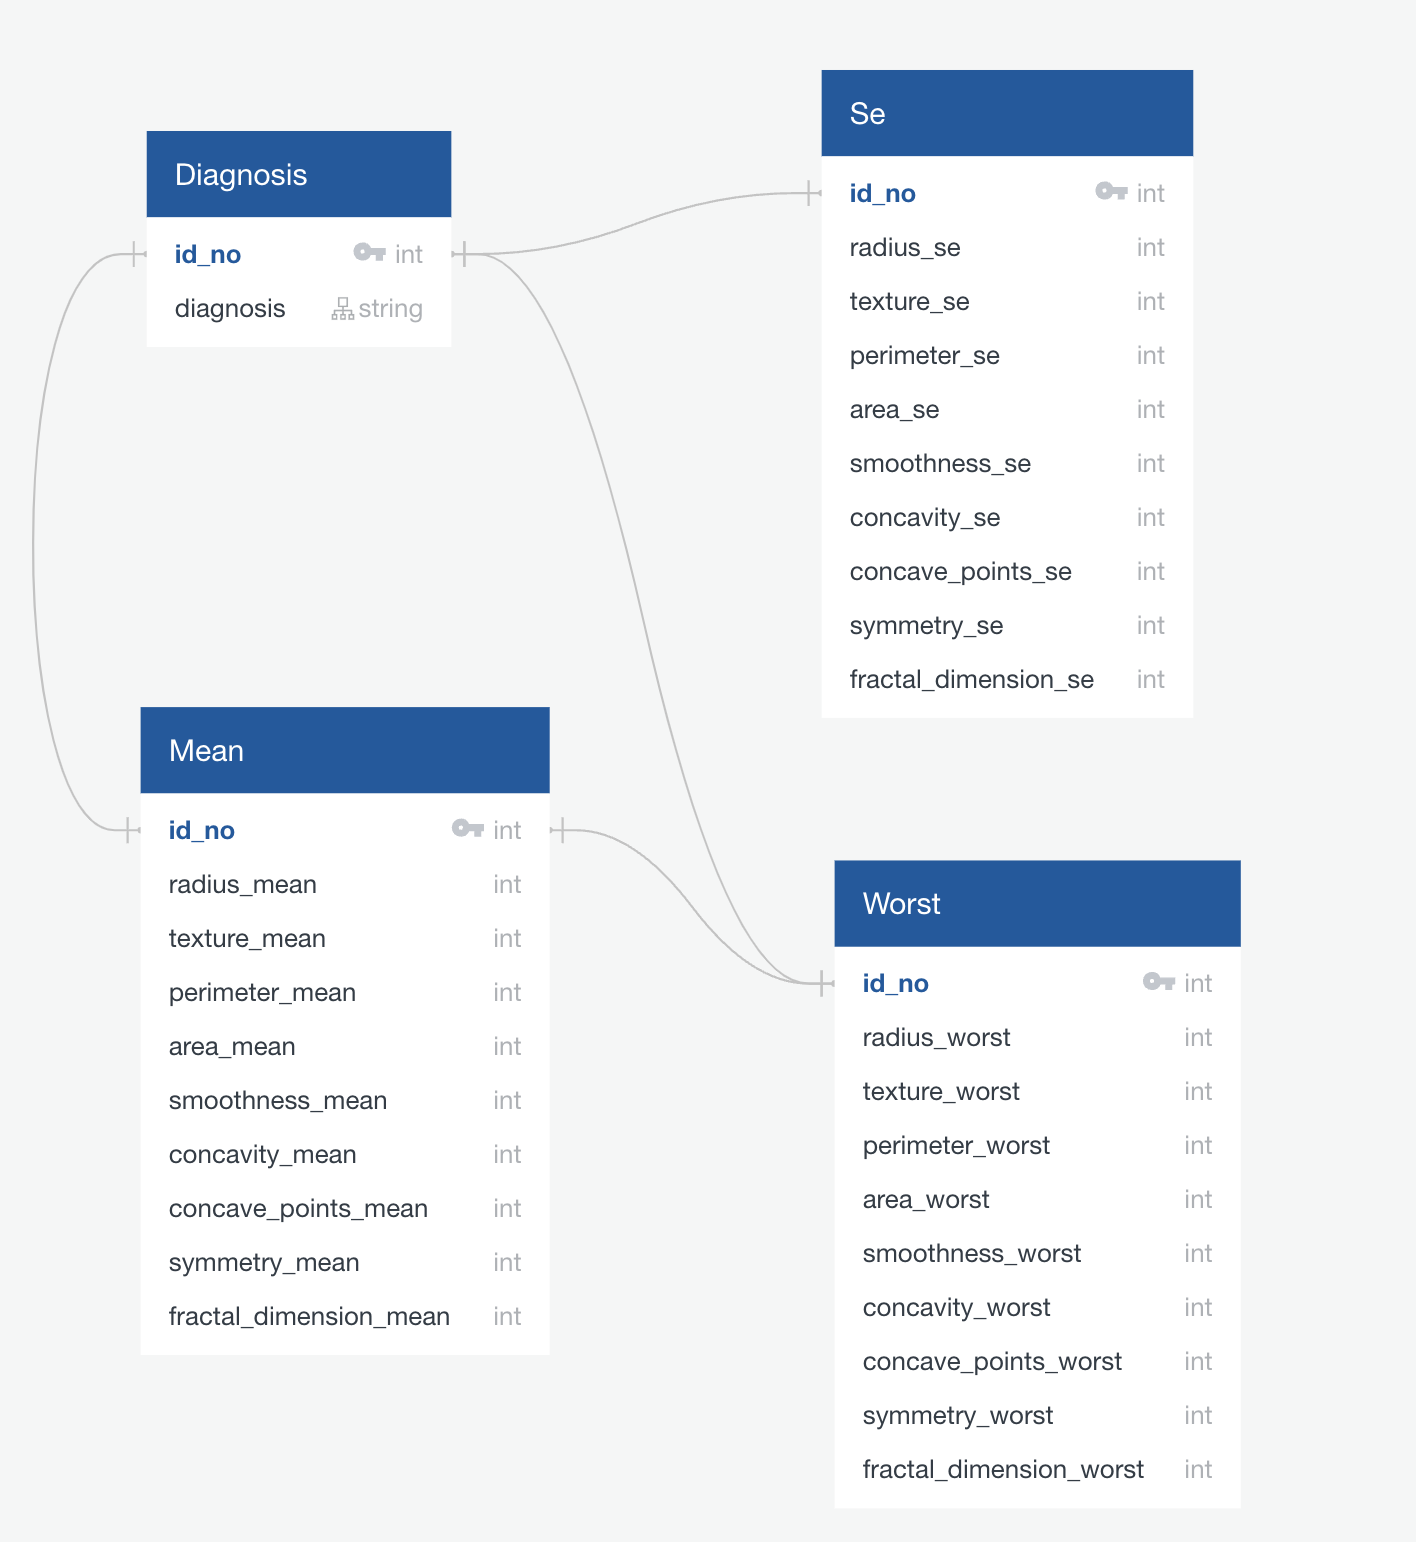 Diagnosis
id_no int
diagnosis string
Se
id_no int
radius_se int
texture_se int
perimeter_se int
area_se int
smoothness_se int
concavity_se int
concave_points_se int
symmetry_se int
fractal_dimension_se int
Mean
id_no int
radius_mean int
texture_mean int
perimeter_mean int
area_mean int
smoothness_mean int
concavity_mean int
concave_points_mean int
symmetry_mean int
fractal_dimension_mean int
Worst
id_no int
radius_worst int
texture_worst int
perimeter_worst int
area_worst int
smoothness_worst int
concavity_worst int
concave_points_worst int
symmetry_worst int
fractal_dimension_worst int